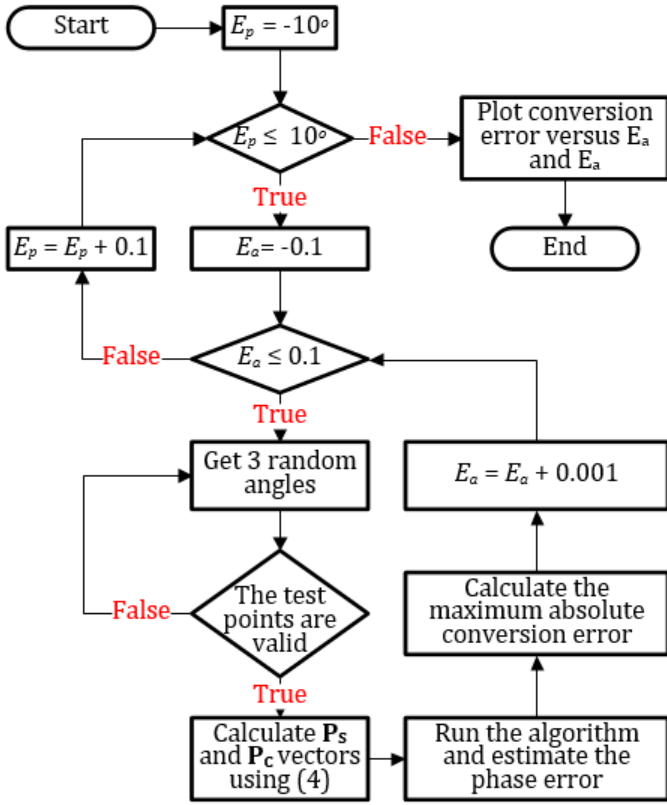 Start
Eₚ = -10ᵒ
Eₚ ≤ 10ᵒ
False
Plot conversion
error versus Eₐ
and Eₐ
End
True
Eₚ = Eₚ + 0.1
Eₐ= -0.1
Eₐ ≤ 0.1
False
True
Get 3 random
angles
Eₐ = Eₐ + 0.001
The test
points are
valid
False
True
Calculate the
maximum absolute
conversion error
Calculate Pₛ
and P_C vectors
using (4)
Run the algorithm
and estimate the
phase error